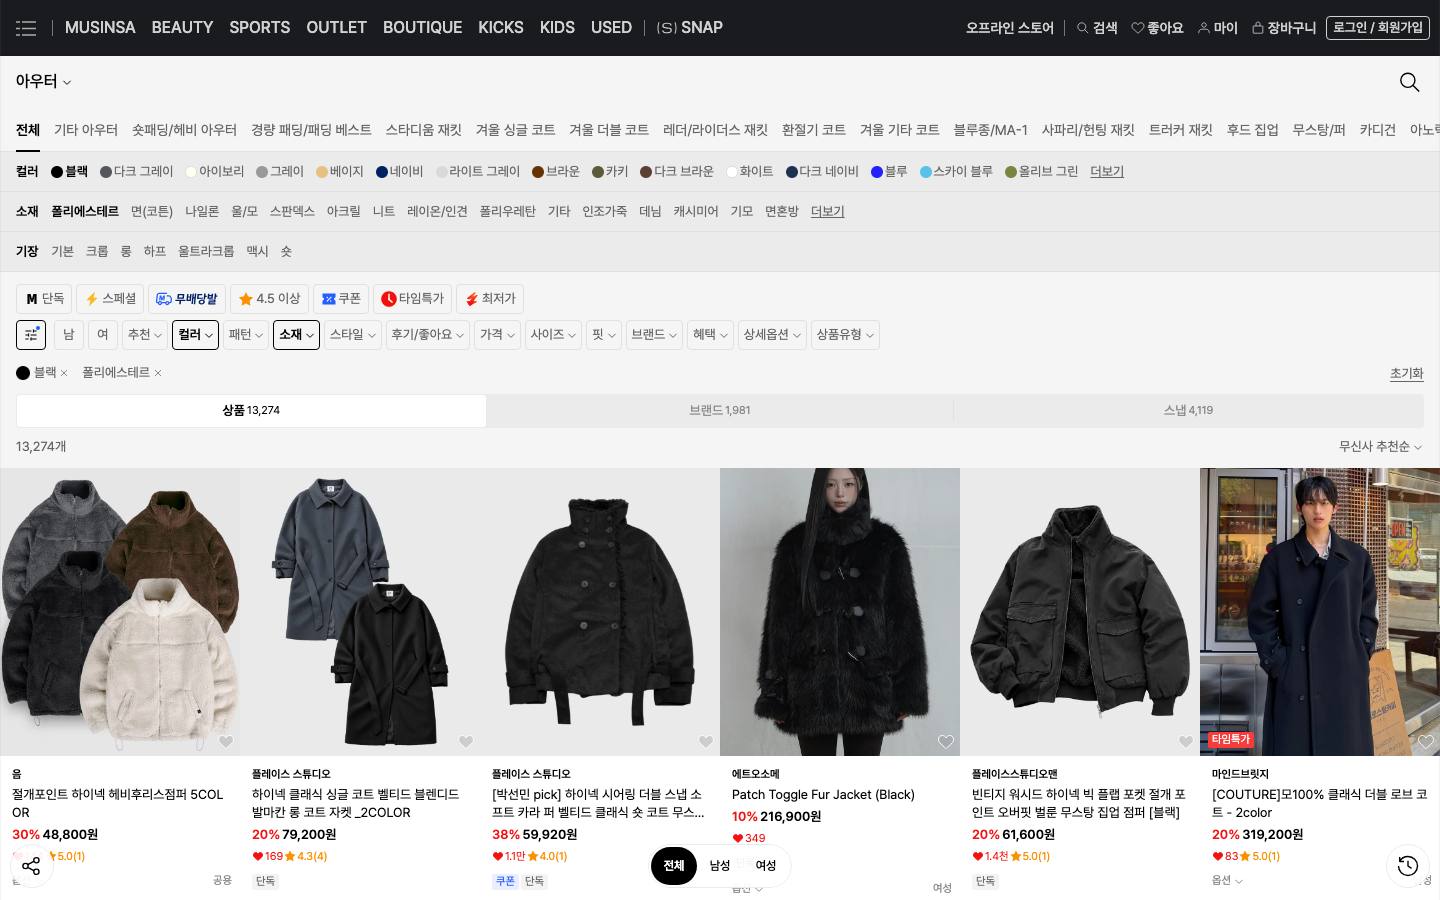 MUSINSA BEAUTY SPORTS OUTLET BOUTIQUE KICKS KIDS USED (S) SNAP 오프라인 스토어 검색 좋아요 마이 장바구니 로그인 / 회원가입
아우터
전체 기타 아우터 숏패딩/헤비 아우터 경량 패딩/패딩 베스트 스타디움 재킷 겨울 싱글 코트 겨울 더블 코트 레더/라이더스 재킷 환절기 코트 겨울 기타 코트 블루종/MA-1 사파리/헌팅 재킷 트러커 재킷 후드 집업 무스탕/퍼 카디건 아노
컬러 블랙 다크 그레이 아이보리 그레이 베이지 네이비 라이트 그레이 브라운 카키 다크 브라운 화이트 다크 네이비 블루 스카이 블루 올리브 그린 더보기
소재 폴리에스테르 면(코튼) 나일론 울/모 스판덱스 아크릴 니트 레이온/인견 폴리우레탄 기타 인조가죽 데님 캐시미어 기모 면혼방 더보기
기장 기본 크롭 롱 하프 울트라크롭 맥시 숏
M 단독 스페셜 무배당발 4.5 이상 쿠폰 타임특가 최저가
남 여 추천 컬러 패턴 소재 스타일 후기/좋아요 가격 사이즈 핏 브랜드 혜택 상세옵션 상품유형
블랙 폴리에스테르 초기화
상품 13,274 브랜드 1,981 스냅 4,119
13,274개 무신사 추천순
타임특가
음
절개포인트 하이넥 헤비후리스점퍼 5COL
OR
30% 48,800원
5.0(1)
공용
플레이스 스튜디오
하이넥 클래식 싱글 코트 벨티드 블렌디드
발마칸 롱 코트 자켓 _2COLOR
20% 79,200원
169 4.3(4)
단독
플레이스 스튜디오
[박선민 pick] 하이넥 시어링 더블 스냅 소
프트 카라 퍼 벨티드 클래식 숏 코트 무스...
38% 59,920원
1.1만 4.0(1)
쿠폰 단독
에트오소메
Patch Toggle Fur Jacket (Black)
10% 216,900원
349
옵션 여성
플레이스스튜디오맨
빈티지 워시드 하이넥 빅 플랩 포켓 절개 포
인트 오버핏 벌룬 무스탕 집업 점퍼 [블랙]
20% 61,600원
1.4천 5.0(1)
단독
마인드브릿지
[COUTURE]모100% 클래식 더블 로브 코
트 - 2color
20% 319,200원
83 5.0(1)
옵션
전체 남성 여성